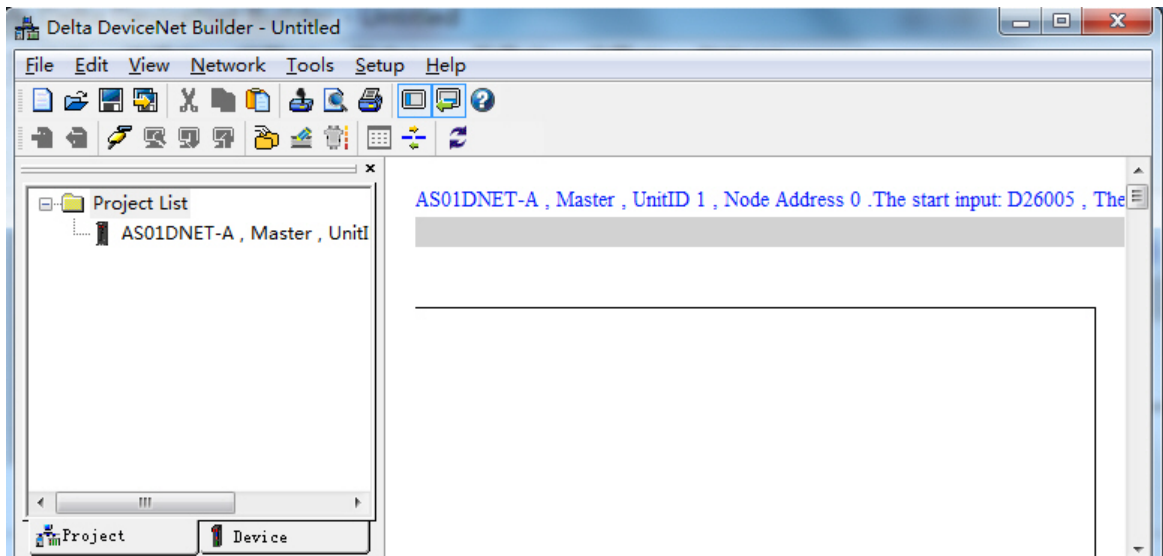 Delta DeviceNet Builder - Untitled
File Edit View Network Tools Setup Help
Project List
AS01DNET-A , Master , UnitI
AS01DNET-A , Master , UnitID 1 , Node Address 0 .The start input: D26005 , The
Project Device